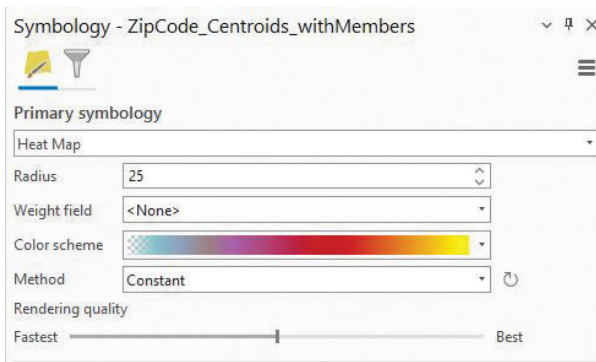 Symbology - ZipCode_Centroids_withMembers
Primary symbology
Heat Map
Radius 25
Weight field <None>
Color scheme
Method Constant
Rendering quality
Fastest Best